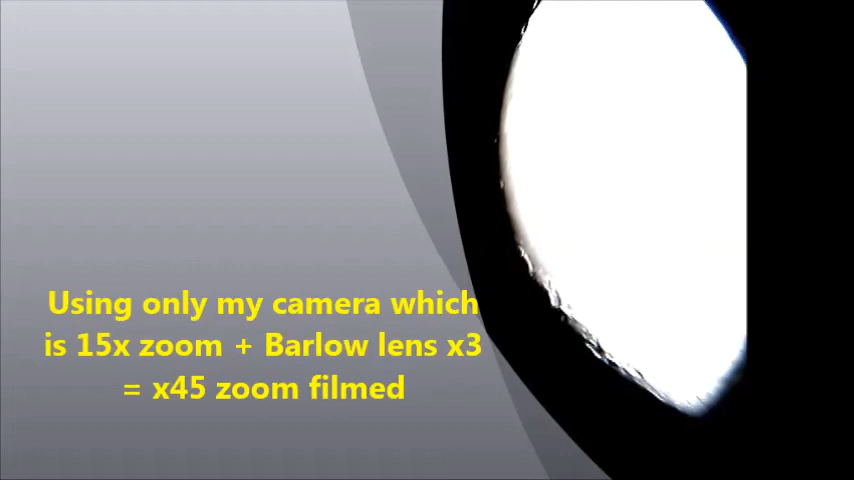 Using only my camera which
is 15x zoom + Barlow lens x3
= x45 zoom filmed